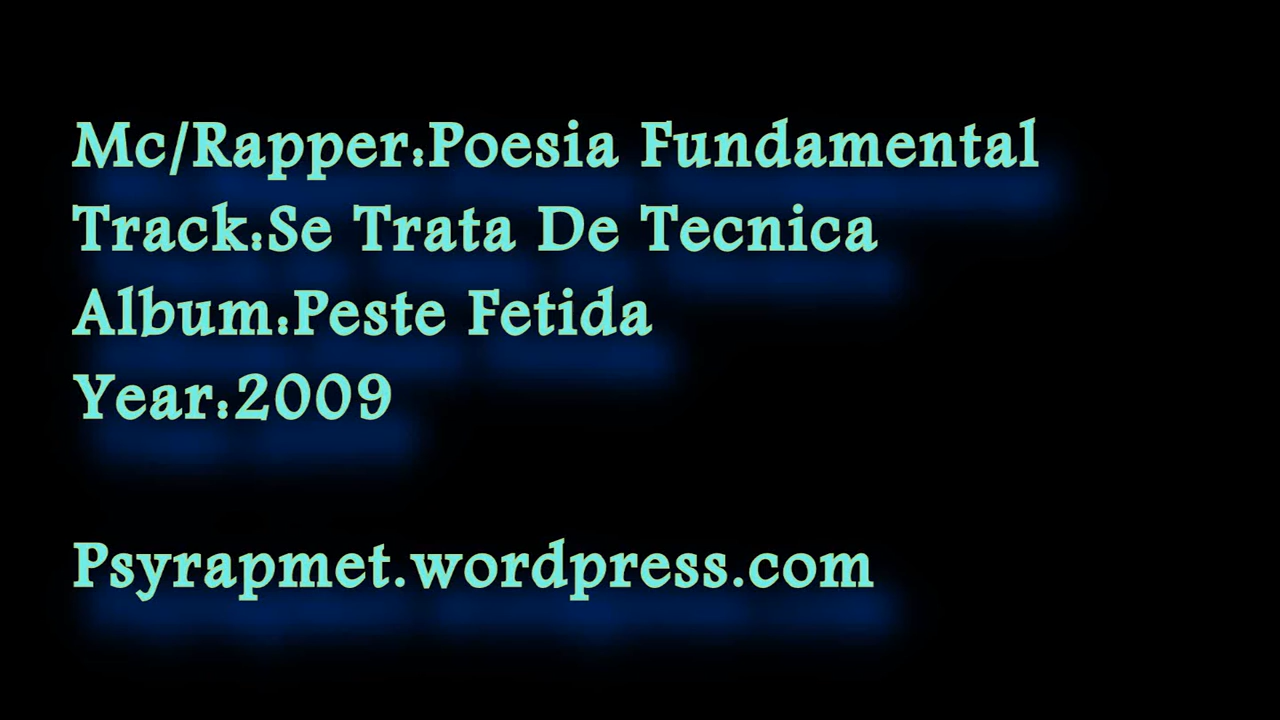 Mc/Rapper:Poesia Fundamental
Track:Se Trata De Tecnica
Album:Peste Fetida
Year:2009
Psyrapmet.wordpress.com